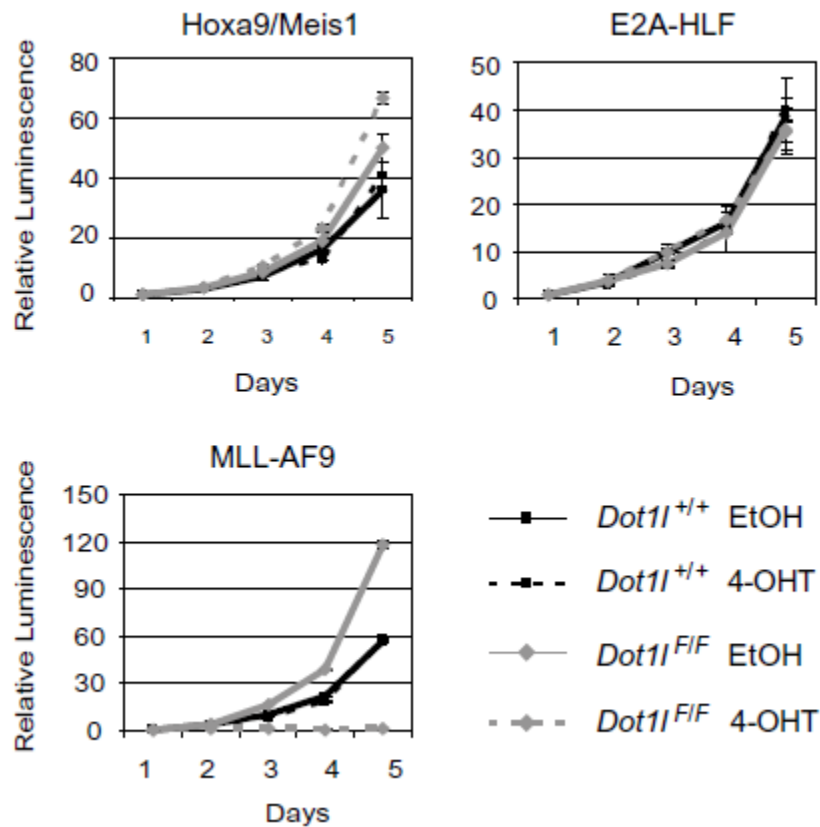 Hoxa9/Meis1
Relative Luminescence
80
60
40
20
0
1 2 3 4 5
Days
E2A-HLF
50
40
30
20
10
0
1 2 3 4 5
Days
MLL-AF9
Relative Luminescence
150
120
90
60
30
0
1 2 3 4 5
Days
Dot1l +/+ EtOH
Dot1l +/+ 4-OHT
Dot1l F/F EtOH
Dot1l F/F 4-OHT